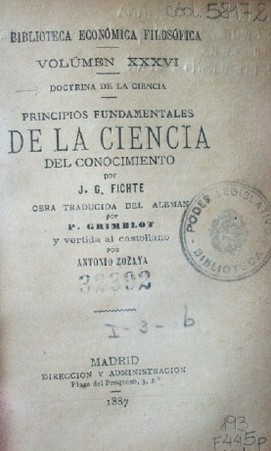 cód. 58172
BIBLIOTECA ECONÓMICA FILOSÓFICA
VOLÚMEN XXXVI
DOCTRINA DE LA CIENCIA
PRINCIPIOS FUNDAMENTALES
DE LA CIENCIA
DEL CONOCIMIENTO
por
J. G. FICHTE
OBRA TRADUCIDA DEL ALEMAN
por
P. GRIMBLOT
y vertida al castellano
POR
ANTONIO ZOZAYA
32392
PODER LEGISLATIVO
BIBLIOTECA
I-3-6
MADRID
DIRECCION Y ADMINISTRACION
Plaza del Progreso, 3, 2.º
1887
193
F445p